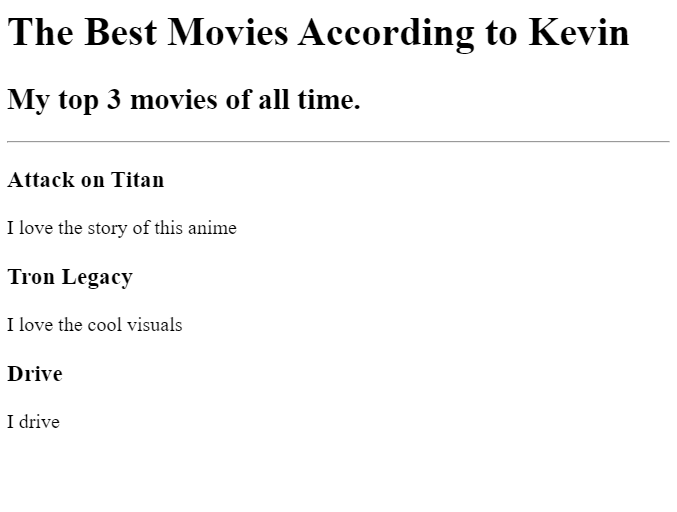 The Best Movies According to Kevin
My top 3 movies of all time.
Attack on Titan
I love the story of this anime
Tron Legacy
I love the cool visuals
Drive
I drive